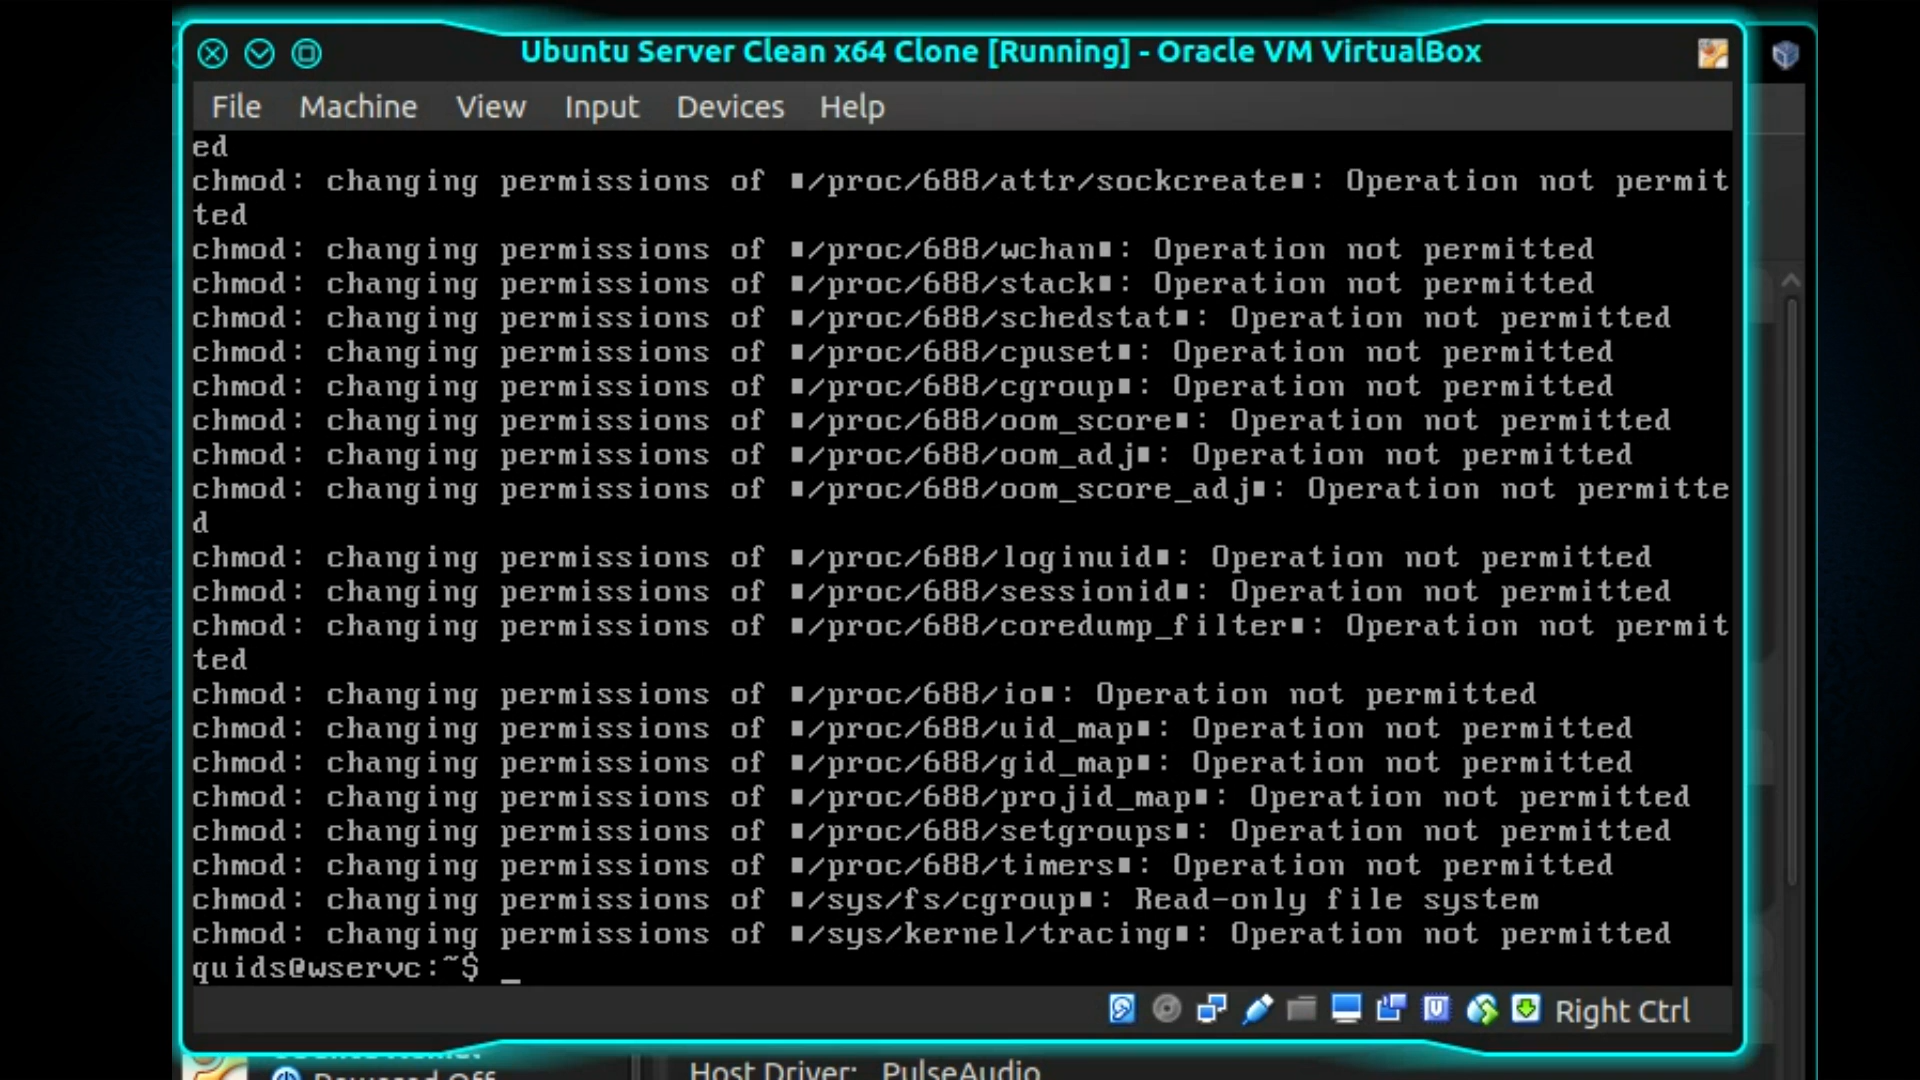 Ubuntu Server Clean x64 Clone [Running] - Oracle VM VirtualBox
File Machine View Input Devices Help
ed
chmod: changing permissions of ■/proc/688/attr/sockcreate■: Operation not permit
ted
chmod: changing permissions of ■/proc/688/wchan■: Operation not permitted
chmod: changing permissions of ■/proc/688/stack■: Operation not permitted
chmod: changing permissions of ■/proc/688/schedstat■: Operation not permitted
chmod: changing permissions of ■/proc/688/cpuset■: Operation not permitted
chmod: changing permissions of ■/proc/688/cgroup■: Operation not permitted
chmod: changing permissions of ■/proc/688/oom_score■: Operation not permitted
chmod: changing permissions of ■/proc/688/oom_adj■: Operation not permitted
chmod: changing permissions of ■/proc/688/oom_score_adj■: Operation not permitte
d
chmod: changing permissions of ■/proc/688/loginuid■: Operation not permitted
chmod: changing permissions of ■/proc/688/sessionid■: Operation not permitted
chmod: changing permissions of ■/proc/688/coredump_filter■: Operation not permit
ted
chmod: changing permissions of ■/proc/688/io■: Operation not permitted
chmod: changing permissions of ■/proc/688/uid_map■: Operation not permitted
chmod: changing permissions of ■/proc/688/gid_map■: Operation not permitted
chmod: changing permissions of ■/proc/688/projid_map■: Operation not permitted
chmod: changing permissions of ■/proc/688/setgroups■: Operation not permitted
chmod: changing permissions of ■/proc/688/timers■: Operation not permitted
chmod: changing permissions of ■/sys/fs/cgroup■: Read-only file system
chmod: changing permissions of ■/sys/kernel/tracing■: Operation not permitted
quids@wservc:~$ _
Right Ctrl
Powered Off
Host Driver: PulseAudio